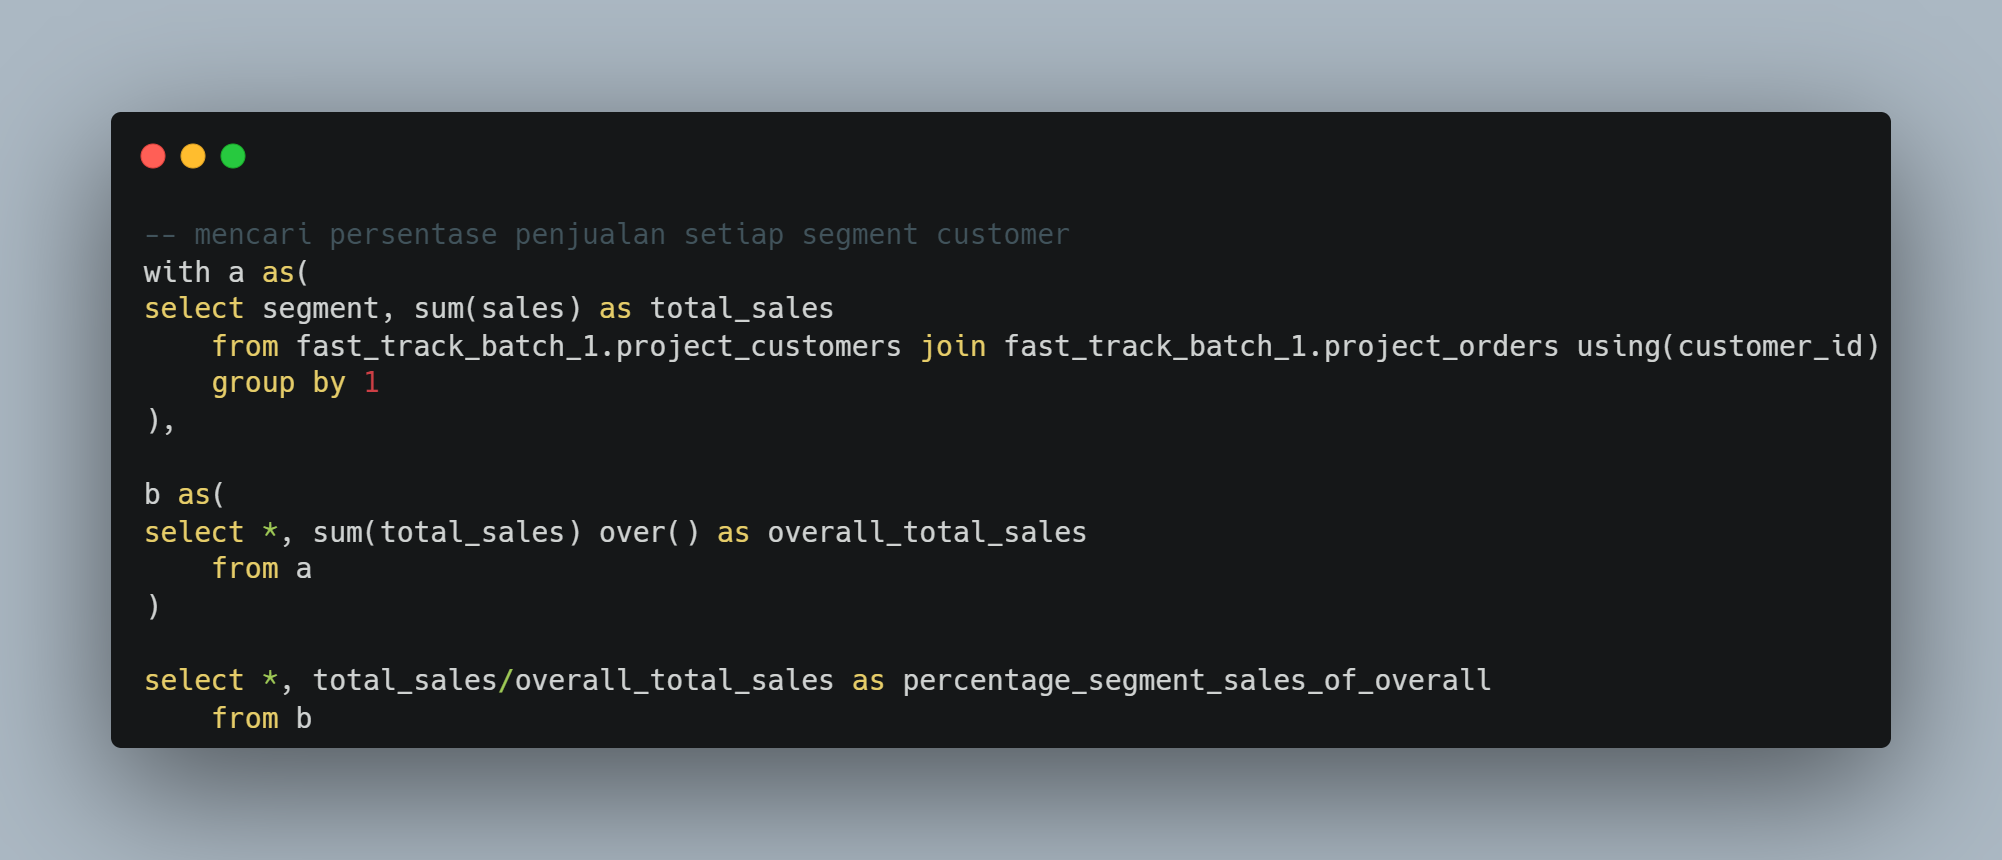 -- mencari persentase penjualan setiap segment customer
with a as(
select segment, sum(sales) as total_sales
    from fast_track_batch_1.project_customers join fast_track_batch_1.project_orders using(customer_id)
    group by 1
),

b as(
select *, sum(total_sales) over() as overall_total_sales
    from a
)

select *, total_sales/overall_total_sales as percentage_segment_sales_of_overall
    from b